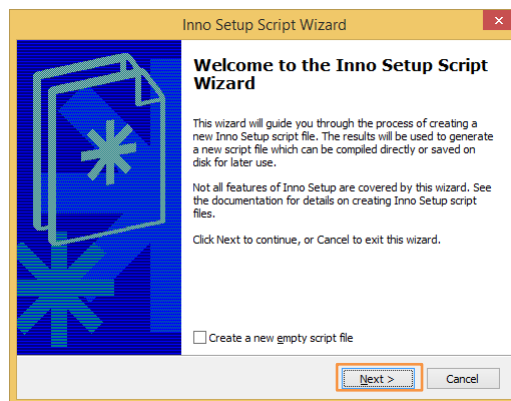 Inno Setup Script Wizard
Welcome to the Inno Setup Script
Wizard
This wizard will guide you through the process of creating a
new Inno Setup script file. The results will be used to generate
a new script file which can be compiled directly or saved on
disk for later use.
Not all features of Inno Setup are covered by this wizard. See
the documentation for details on creating Inno Setup script
files.
Click Next to continue, or Cancel to exit this wizard.
Create a new empty script file
Next >
Cancel